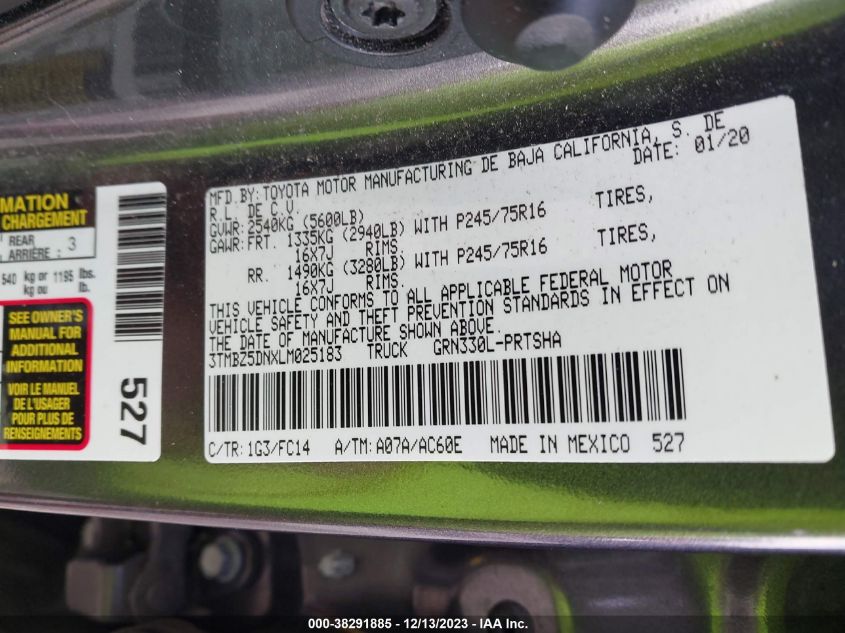 MATION
CHARGEMENT
REAR
ARRIÈRE : 3
540 kg or 1195 lbs.
kg ou lb.
SEE OWNER'S
MANUAL FOR
ADDITIONAL
INFORMATION
VOIR LE MANUEL
DE L'USAGER
POUR PLUS DE
RENSEIGNEMENTS
527
MFD.BY:TOYOTA MOTOR MANUFACTURING DE BAJA CALIFORNIA, S. DE
R.L. DE C.V. DATE: 01/20
GVWR: 2540KG (5600LB)
GAWR:FRT. 1335KG (2940LB) WITH P245/75R16 TIRES,
16X7J RIMS.
RR. 1490KG (3280LB) WITH P245/75R16 TIRES,
16X7J RIMS.
THIS VEHICLE CONFORMS TO ALL APPLICABLE FEDERAL MOTOR
VEHICLE SAFETY AND THEFT PREVENTION STANDARDS IN EFFECT ON
THE DATE OF MANUFACTURE SHOWN ABOVE.
3TMBZ5DNXLM025183 TRUCK GRN330L-PRTSHA
C/TR: 1G3/FC14 A/TM: A07A/AC60E MADE IN MEXICO 527
000-38291885 - 12/13/2023 - IAA Inc.